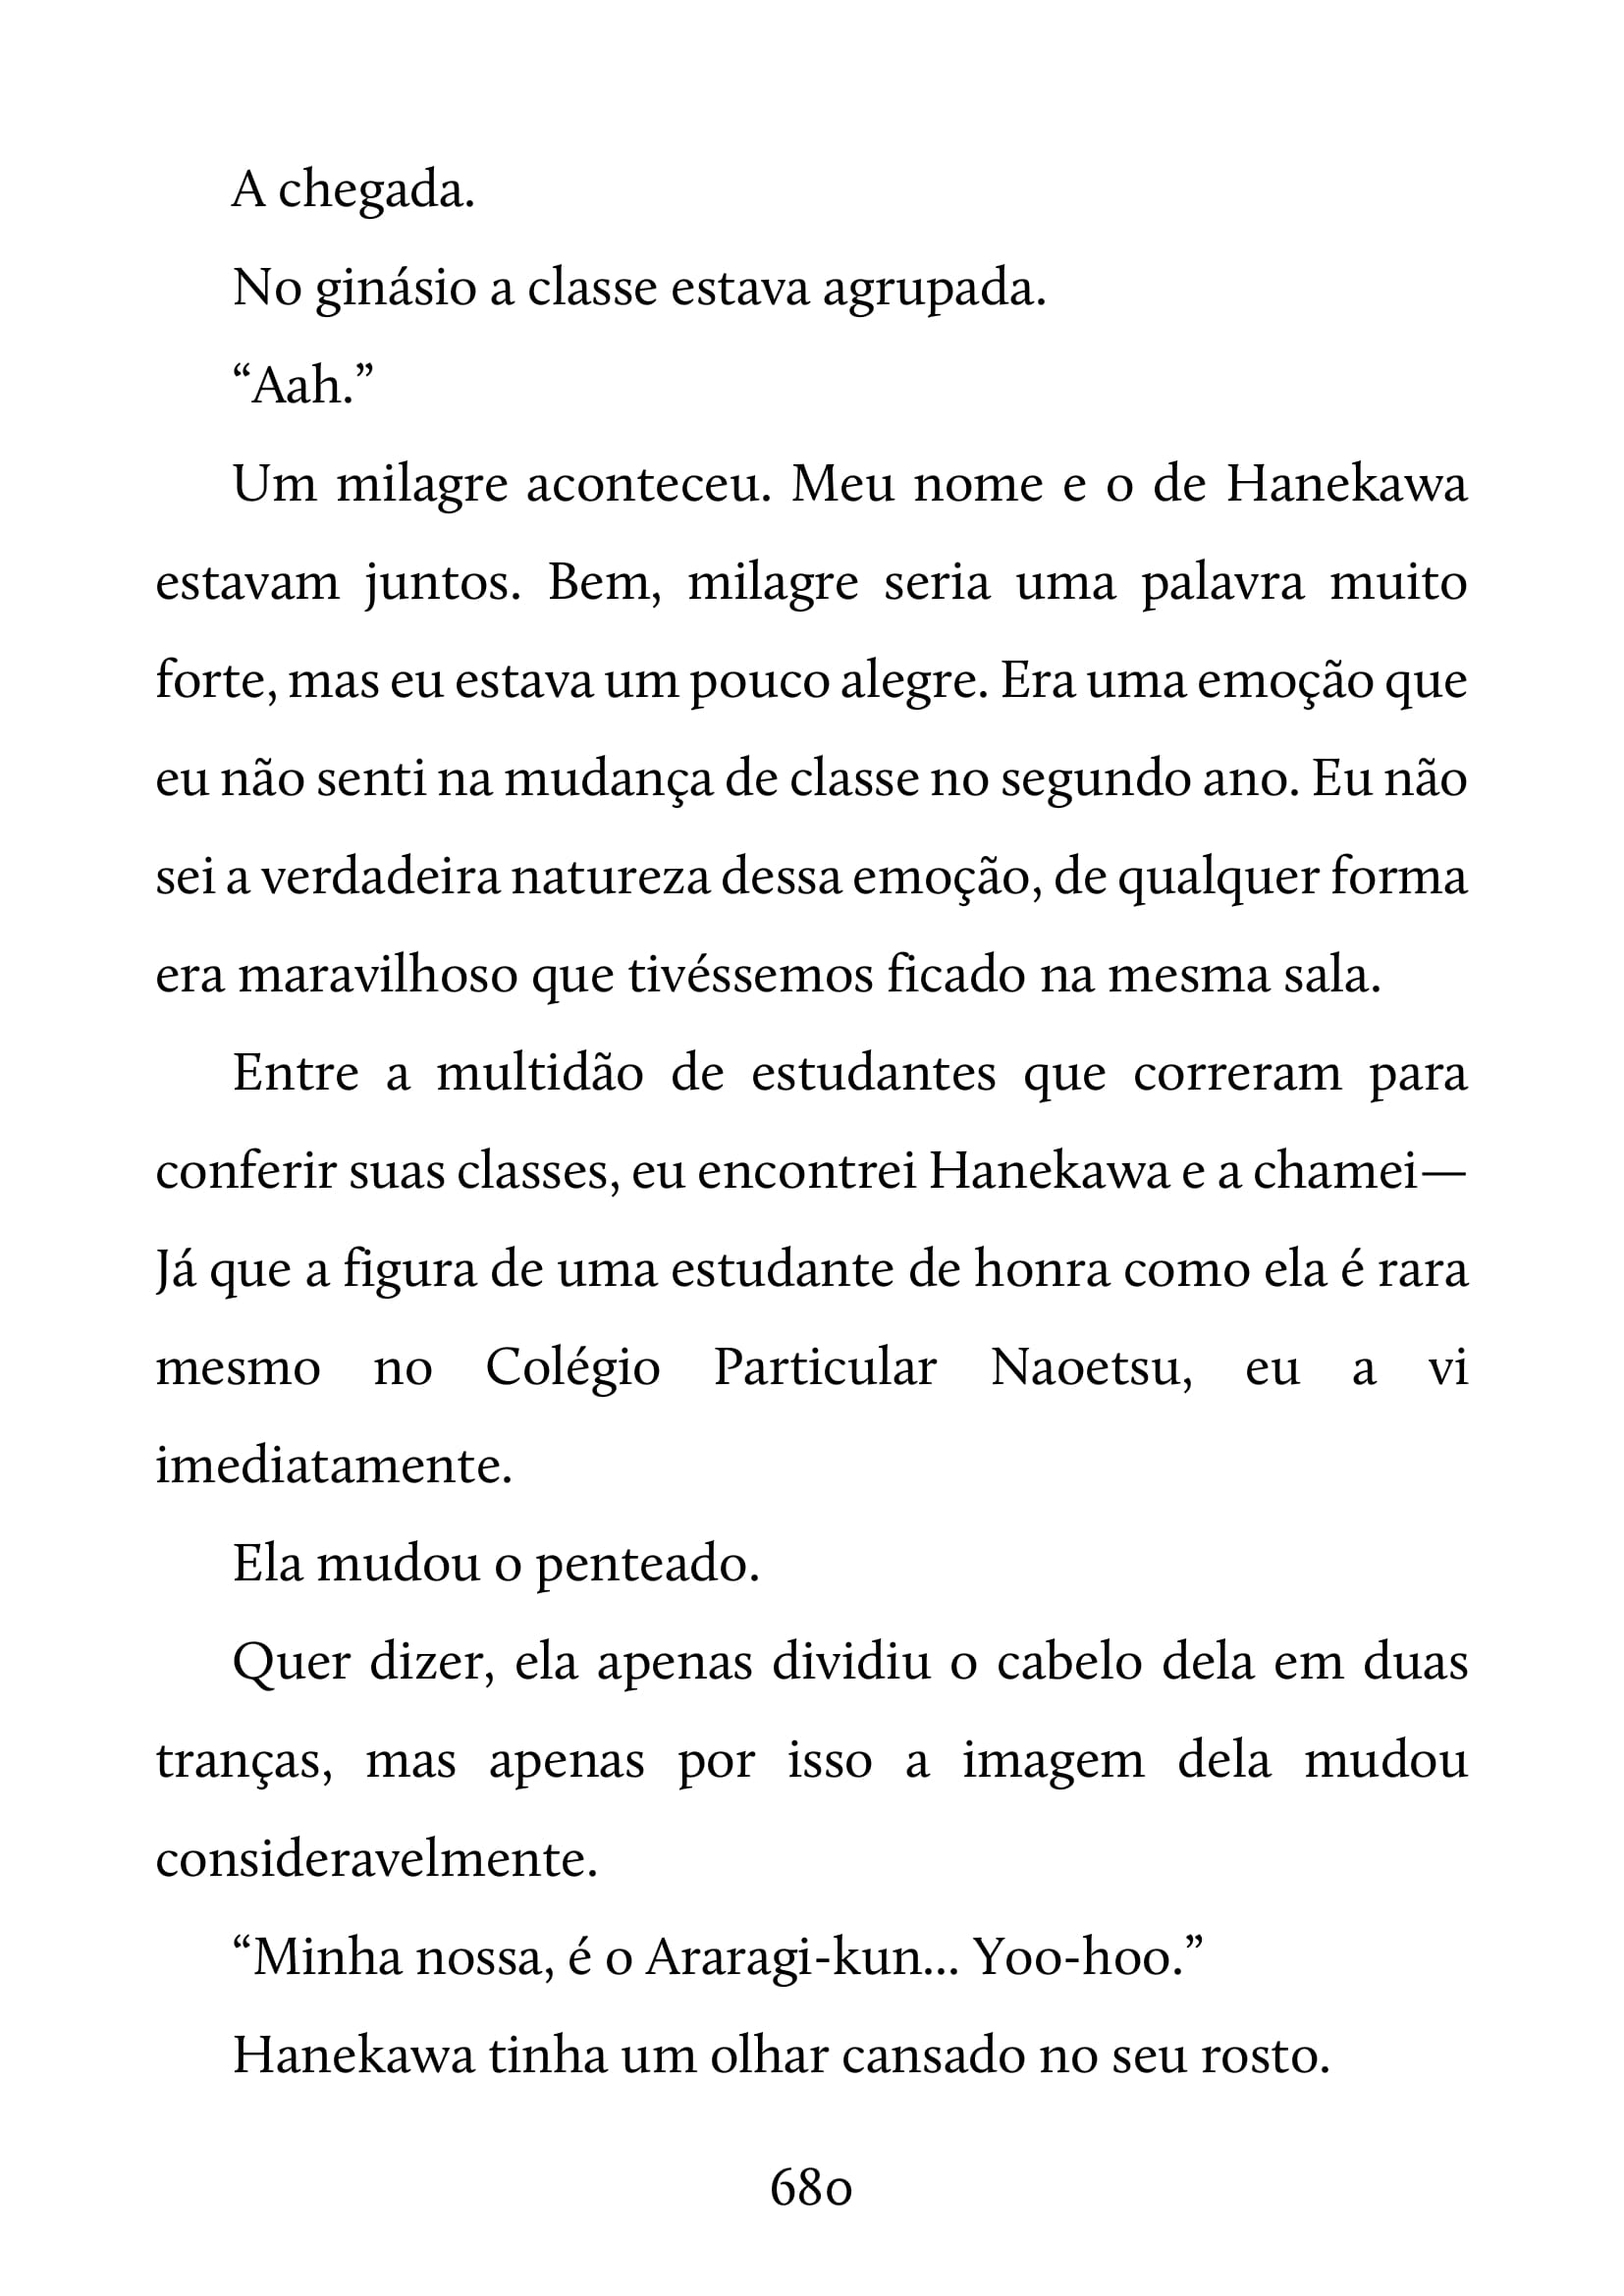 A chegada.
No ginásio a classe estava agrupada.
“Aah.”
Um milagre aconteceu. Meu nome e o de Hanekawa
estavam juntos. Bem, milagre seria uma palavra muito
forte, mas eu estava um pouco alegre. Era uma emoção que
eu não senti na mudança de classe no segundo ano. Eu não
sei a verdadeira natureza dessa emoção, de qualquer forma
era maravilhoso que tivéssemos ficado na mesma sala.
Entre a multidão de estudantes que correram para
conferir suas classes, eu encontrei Hanekawa e a chamei—
Já que a figura de uma estudante de honra como ela é rara
mesmo no Colégio Particular Naoetsu, eu a vi
imediatamente.
Ela mudou o penteado.
Quer dizer, ela apenas dividiu o cabelo dela em duas
tranças, mas apenas por isso a imagem dela mudou
consideravelmente.
“Minha nossa, é o Araragi-kun... Yoo-hoo.”
Hanekawa tinha um olhar cansado no seu rosto.
680